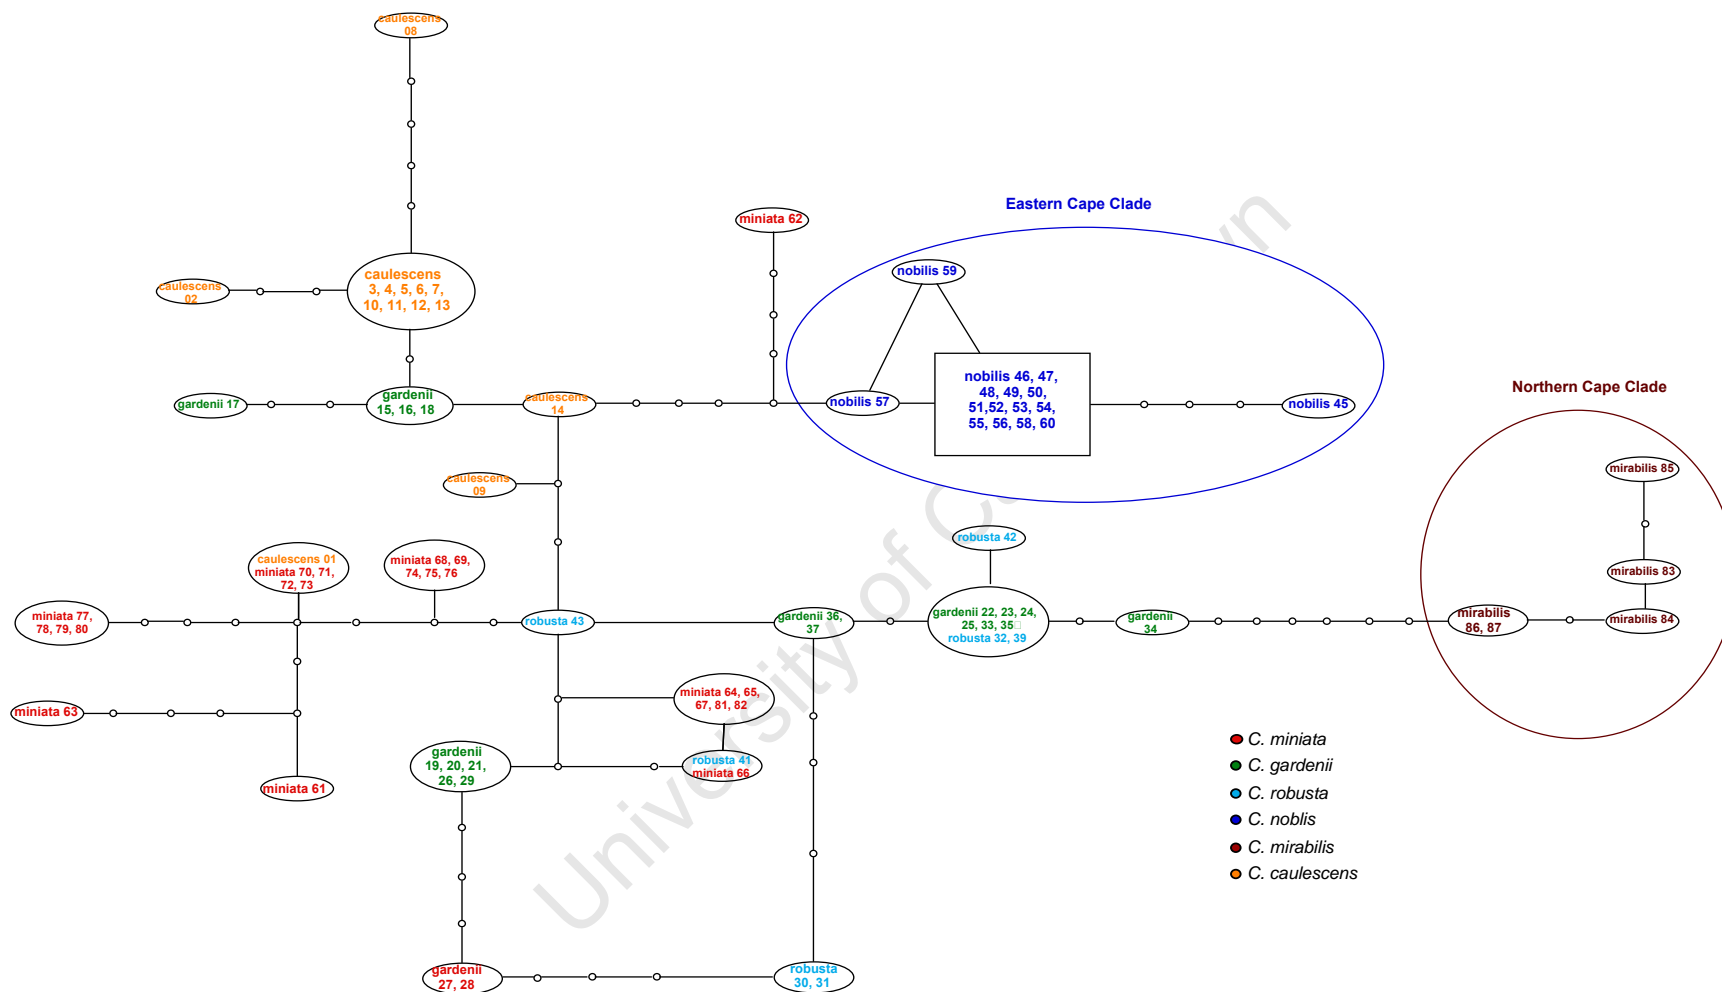 caulescens
08
Eastern Cape Clade
miniata 62
nobilis 59
caulescens
3, 4, 5, 6, 7,
10, 11, 12, 13
caulescens
02
nobilis 46, 47,
48, 49, 50,
51,52, 53, 54,
55, 56, 58, 60
Northern Cape Clade
gardenii 17
gardenii
15, 16, 18
caulescens
14
nobilis 57
nobilis 45
caulescens
09
mirabilis 85
robusta 42
caulescens 01
miniata 70, 71,
72, 73
miniata 68, 69,
74, 75, 76
mirabilis 83
miniata 77,
78, 79, 80
robusta 43
gardenii 36,
37
gardenii 22, 23, 24,
25, 33, 35□
robusta 32, 39
gardenii
34
mirabilis
86, 87
mirabilis 84
miniata 63
miniata 64, 65,
67, 81, 82
gardenii
19, 20, 21,
26, 29
robusta 41
miniata 66
miniata 61
C. miniata
C. gardenii
C. robusta
C. noblis
C. mirabilis
C. caulescens
gardenii
27, 28
robusta
30, 31
University of C
wn